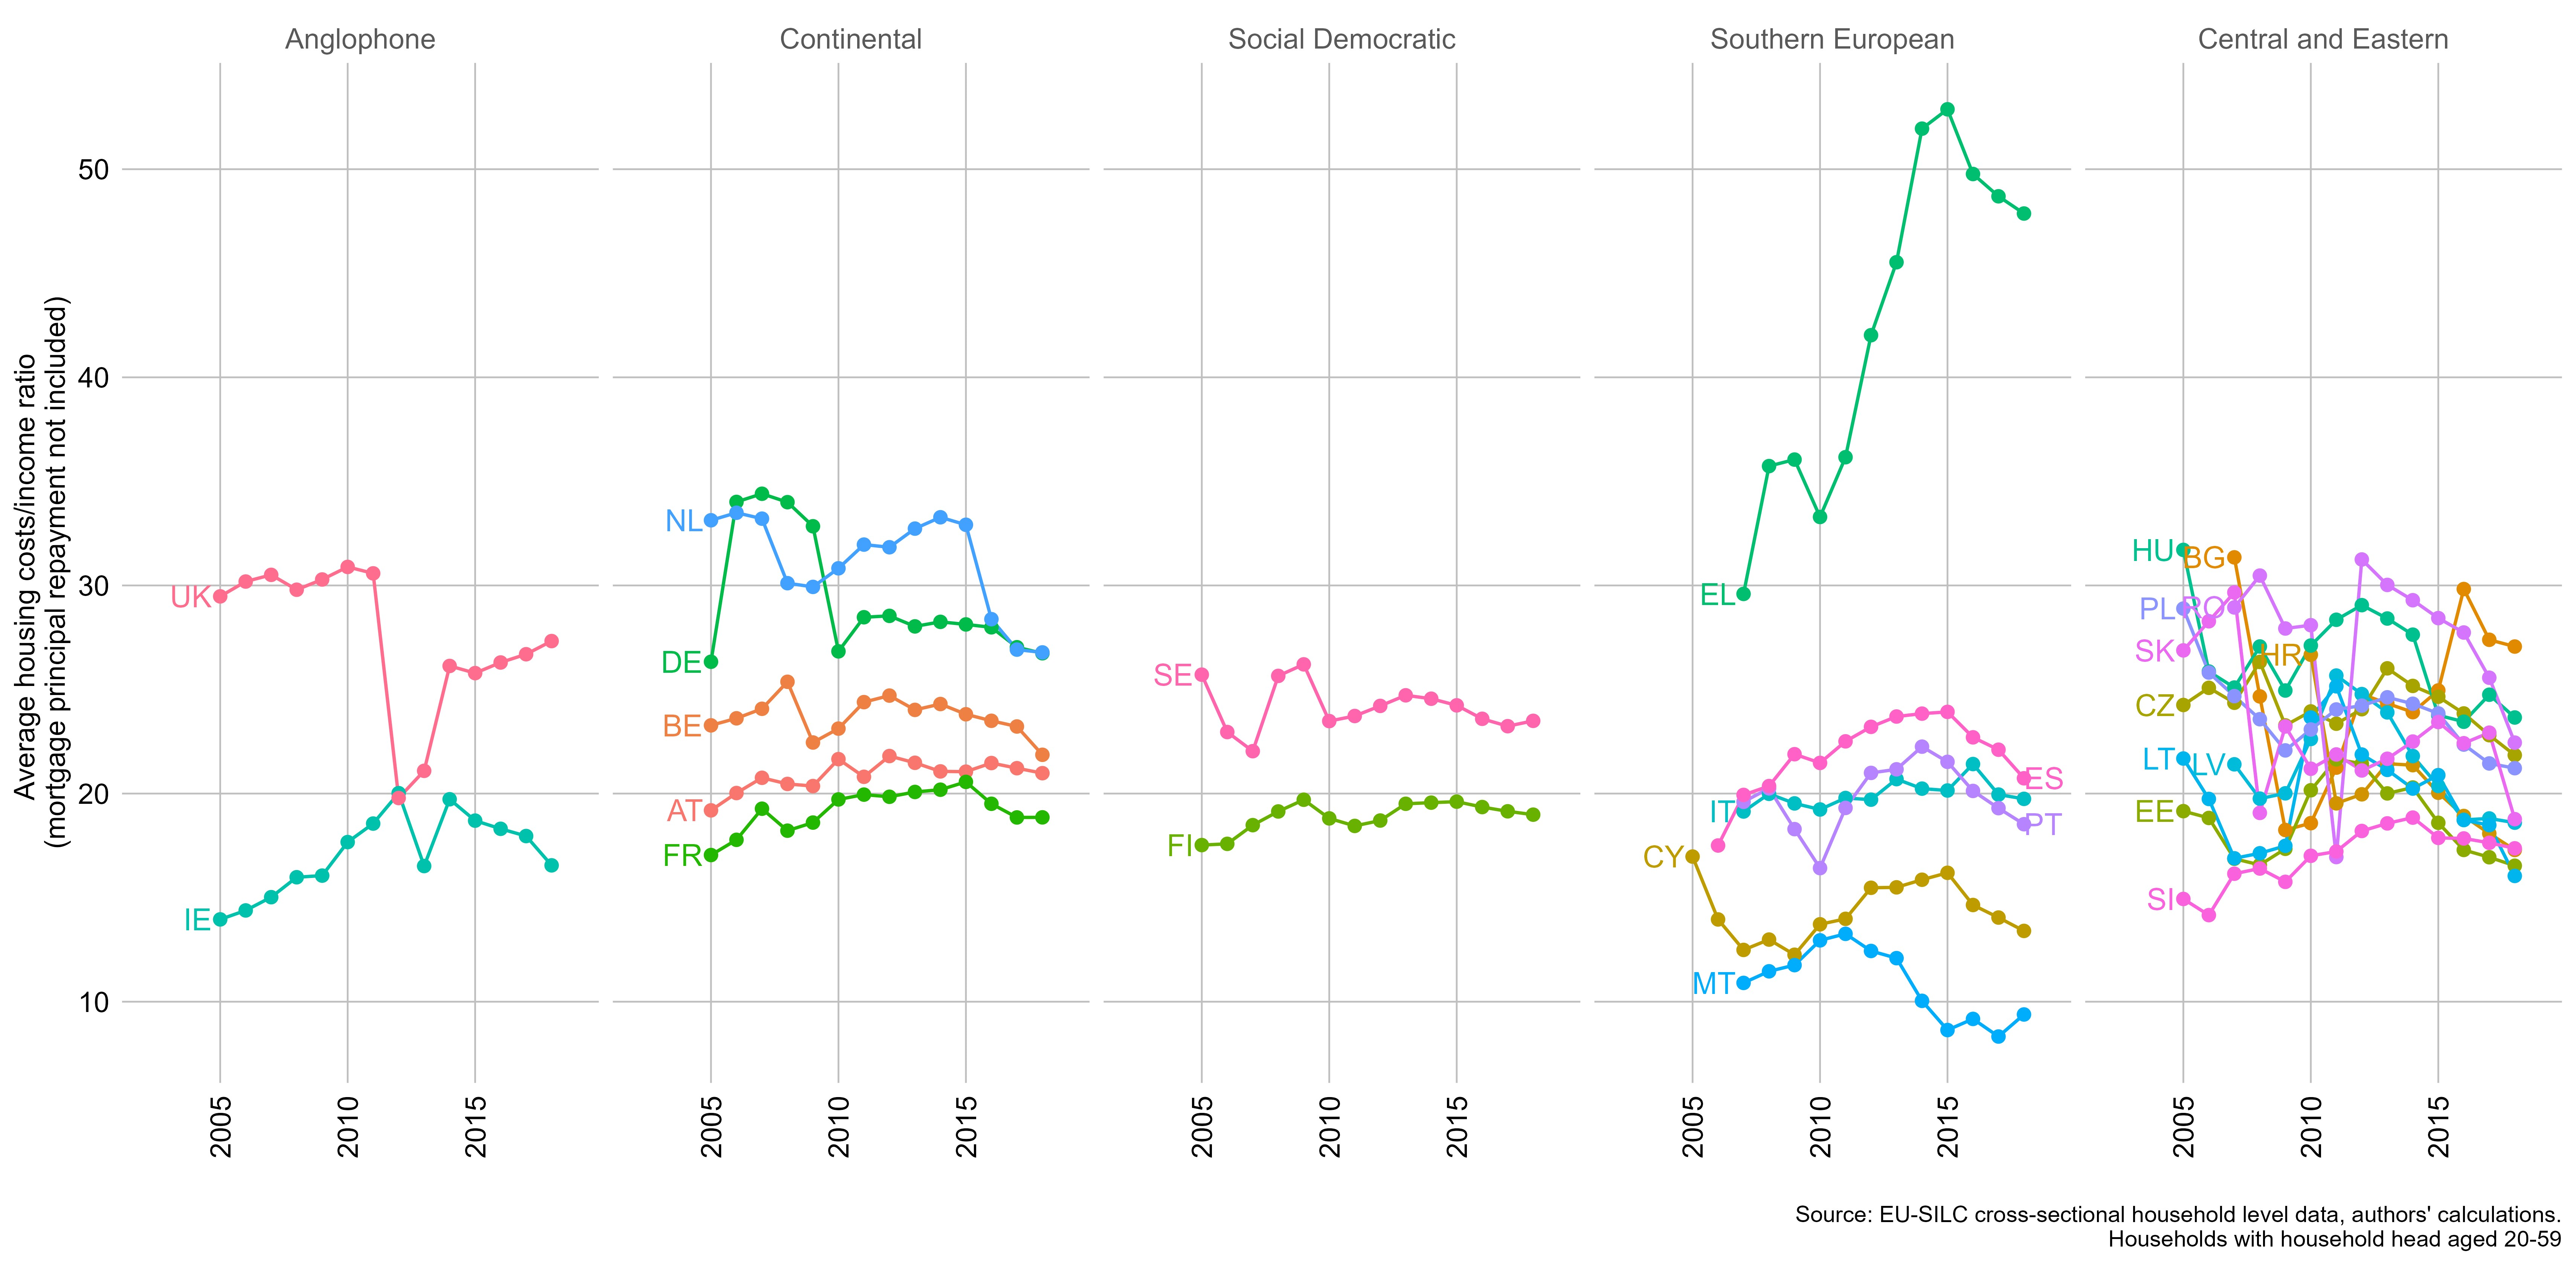 Anglophone
Continental
Social Democratic
Southern European
Central and Eastern
Average housing costs/income ratio
(mortgage principal repayment not included)
50
40
30
20
10
UK
IE
NL
DE
BE
AT
FR
SE
FI
EL
IT
ES
PT
CY
MT
HU
BG
PL
RO
SK
HR
CZ
LT
LV
EE
SI
2005
2010
2015
2005
2010
2015
2005
2010
2015
2005
2010
2015
2005
2010
2015
Source: EU-SILC cross-sectional household level data, authors' calculations.
Households with household head aged 20-59